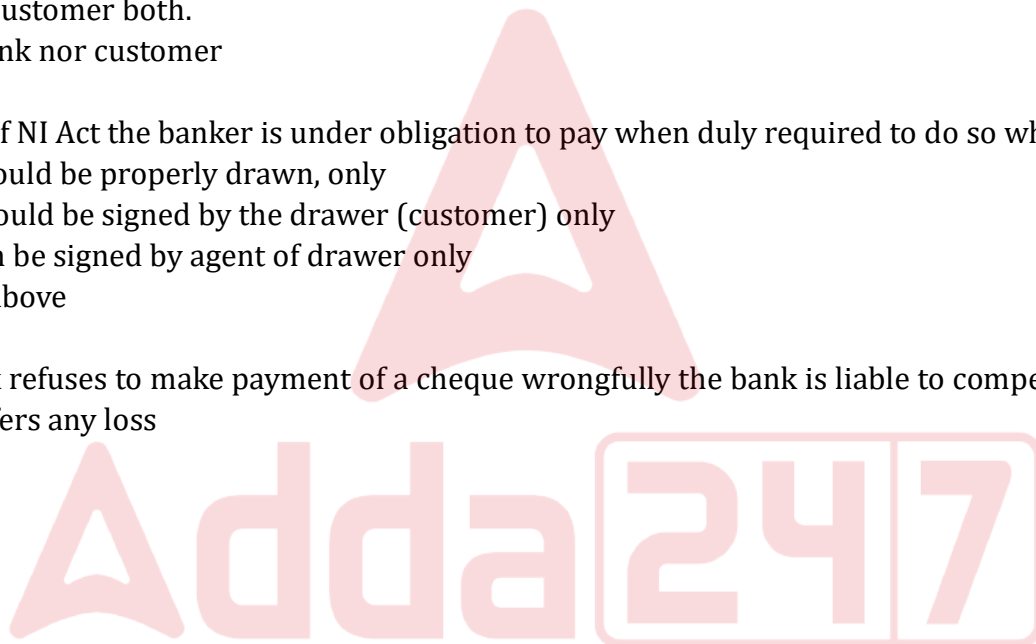 ustomer both.
nk nor customer
f NI Act the banker is under obligation to pay when duly required to do so wh
ould be properly drawn, only
ould be signed by the drawer (customer) only
n be signed by agent of drawer only
bove
refuses to make payment of a cheque wrongfully the bank is liable to compe
fers any loss
Adda247